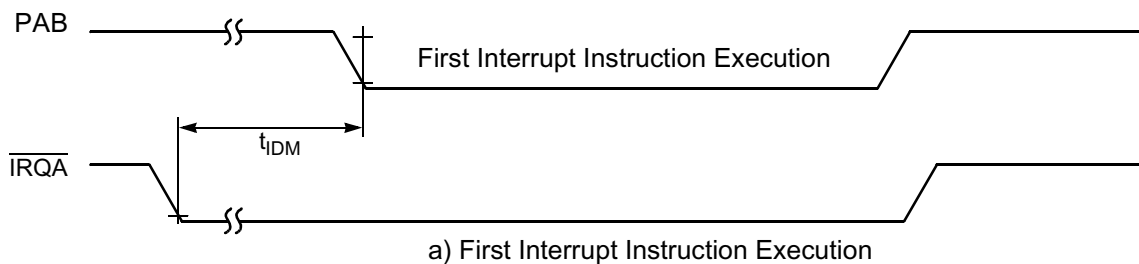 PAB
First Interrupt Instruction Execution
tIDM
IRQA
a) First Interrupt Instruction Execution